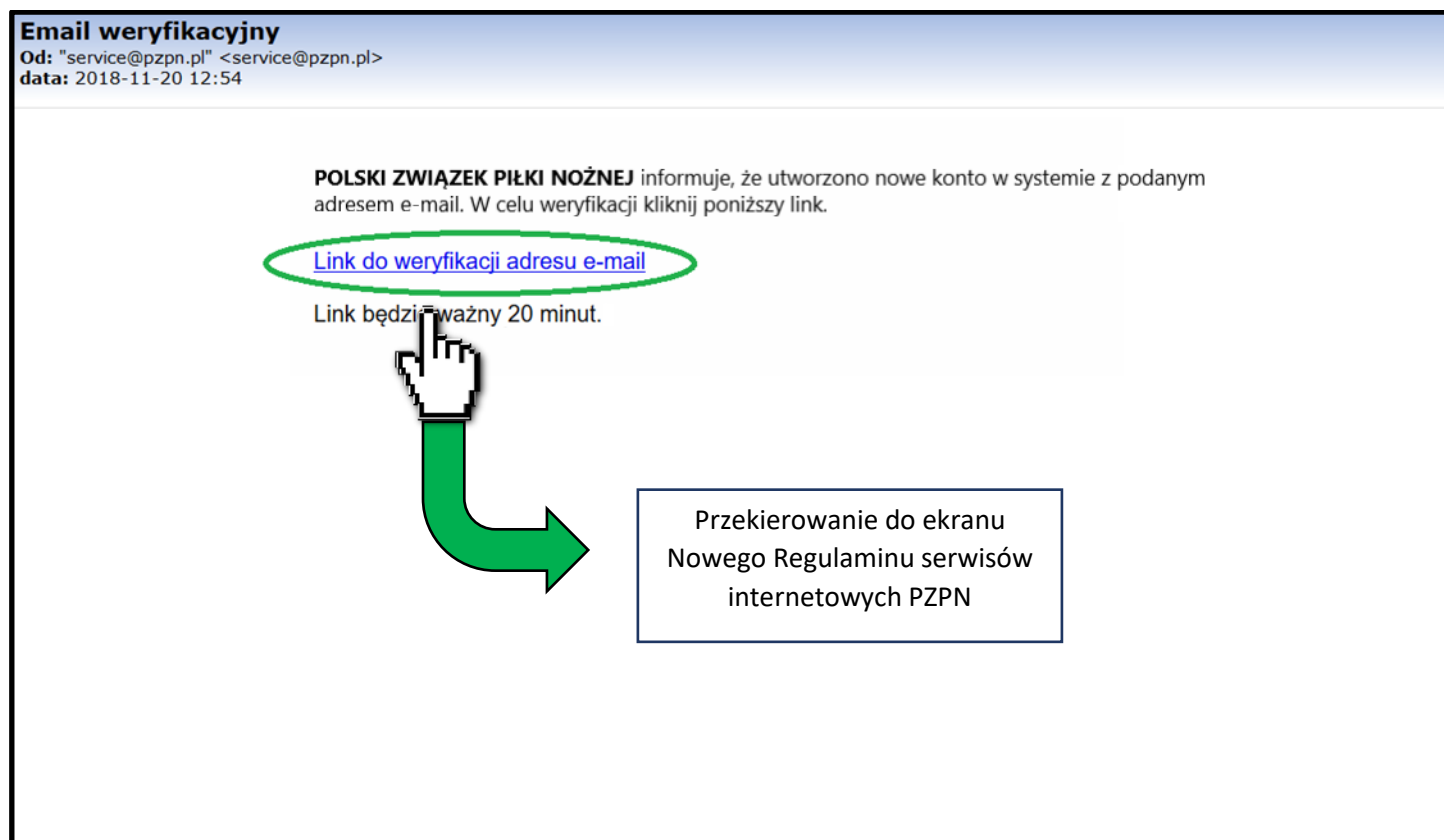 Email weryfikacyjny
Od: "service@pzpn.pl" <service@pzpn.pl>
data: 2018-11-20 12:54
POLSKI ZWIĄZEK PIŁKI NOŻNEJ informuje, że utworzono nowe konto w systemie z podanym
adresem e-mail. W celu weryfikacji kliknij poniższy link.
Link do weryfikacji adresu e-mail
Link będzie ważny 20 minut.
Przekierowanie do ekranu
Nowego Regulaminu serwisów
internetowych PZPN